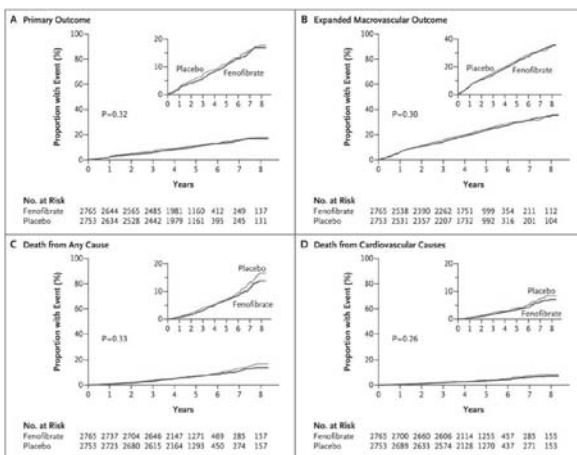 A Primary Outcome
Proportion with Event (%)
100
80
60
40
20
0
20
10
0
0 1 2 3 4 5 6 7 8
Placebo
Fenofibrate
P=0.32
0 1 2 3 4 5 6 7 8
Years
No. at Risk
Fenofibrate 2765 2644 2565 2485 1981 1160 412 249 137
Placebo 2753 2634 2528 2442 1979 1161 395 245 131
B Expanded Macrovascular Outcome
Proportion with Event (%)
100
80
60
40
20
0
40
20
0
0 1 2 3 4 5 6 7 8
Placebo
Fenofibrate
P=0.30
0 1 2 3 4 5 6 7 8
Years
No. at Risk
Fenofibrate 2765 2538 2390 2262 1751 999 354 211 112
Placebo 2753 2531 2357 2207 1732 992 316 201 104
C Death from Any Cause
Proportion with Event (%)
100
80
60
40
20
0
20
10
0
0 1 2 3 4 5 6 7 8
Placebo
Fenofibrate
P=0.33
0 1 2 3 4 5 6 7 8
Years
No. at Risk
Fenofibrate 2765 2737 2704 2646 2147 1271 469 285 157
Placebo 2753 2723 2680 2615 2164 1293 450 274 157
D Death from Cardiovascular Causes
Proportion with Event (%)
100
80
60
40
20
0
20
10
0
0 1 2 3 4 5 6 7 8
Placebo
Fenofibrate
P=0.26
0 1 2 3 4 5 6 7 8
Years
No. at Risk
Fenofibrate 2765 2700 2660 2606 2114 1255 457 285 155
Placebo 2753 2689 2633 2574 2128 1270 437 271 153